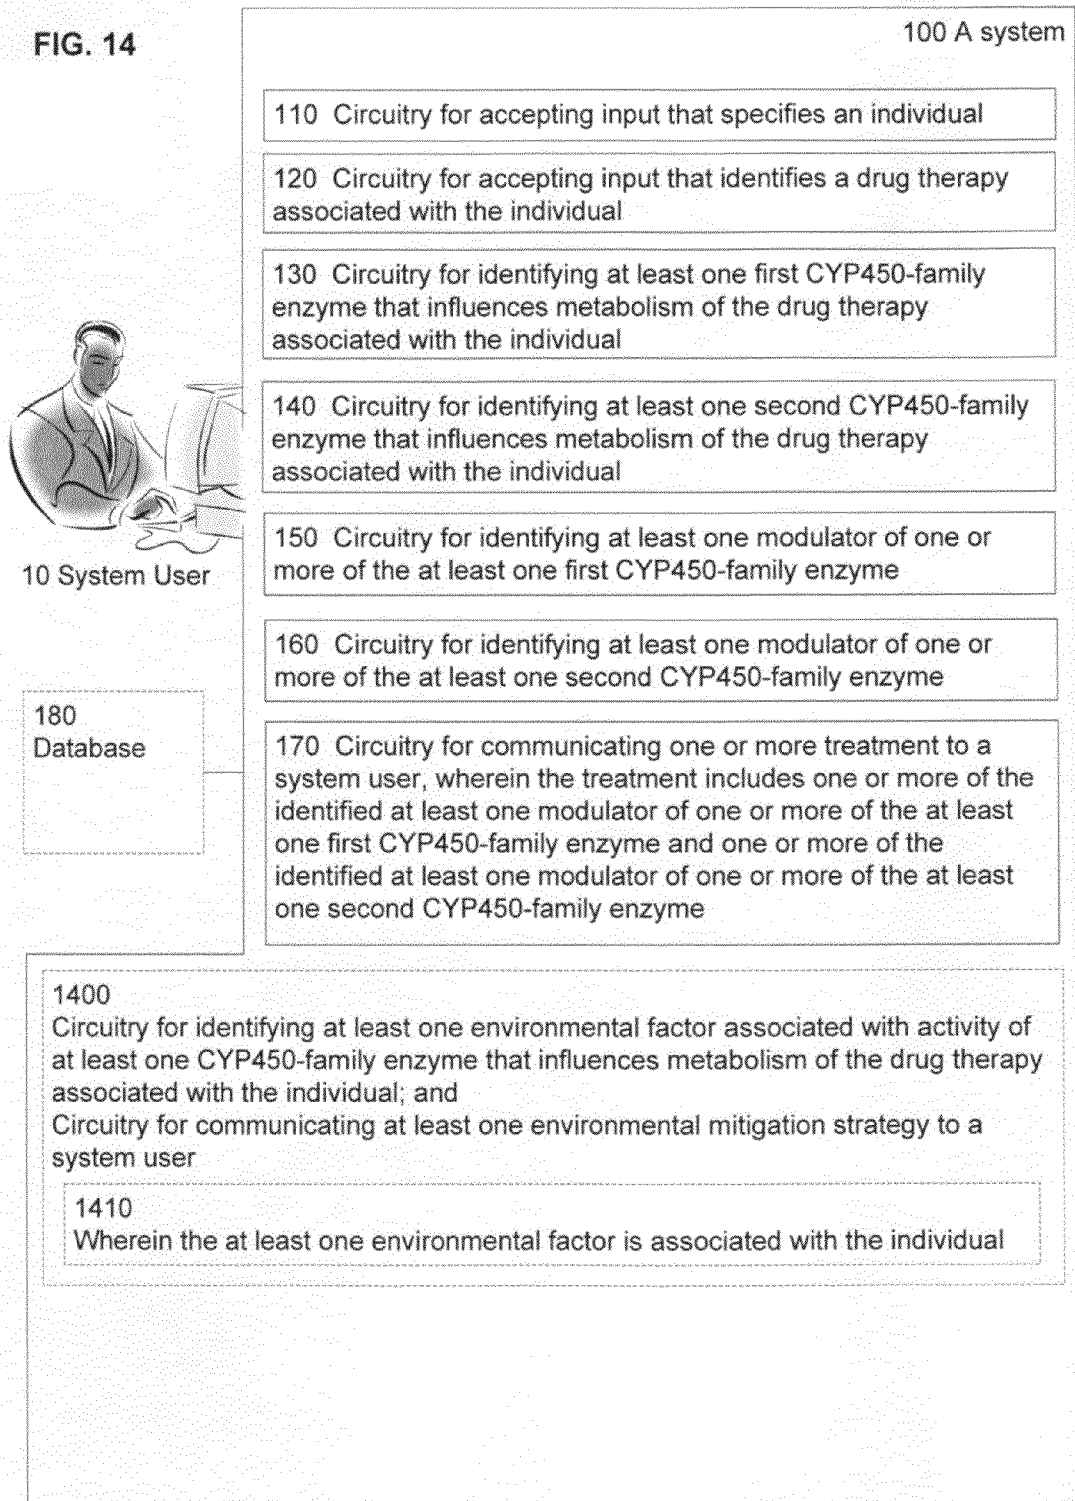 FIG. 14
100 A system
110 Circuitry for accepting input that specifies an individual
120 Circuitry for accepting input that identifies a drug therapy
associated with the individual
130 Circuitry for identifying at least one first CYP450-family
enzyme that influences metabolism of the drug therapy
associated with the individual
140 Circuitry for identifying at least one second CYP450-family
enzyme that influences metabolism of the drug therapy
associated with the individual
150 Circuitry for identifying at least one modulator of one or
more of the at least one first CYP450-family enzyme
10 System User
160 Circuitry for identifying at least one modulator of one or
more of the at least one second CYP450-family enzyme
180
Database
170 Circuitry for communicating one or more treatment to a
system user, wherein the treatment includes one or more of the
identified at least one modulator of one or more of the at least
one first CYP450-family enzyme and one or more of the
identified at least one modulator of one or more of the at least
one second CYP450-family enzyme
1400
Circuitry for identifying at least one environmental factor associated with activity of
at least one CYP450-family enzyme that influences metabolism of the drug therapy
associated with the individual; and
Circuitry for communicating at least one environmental mitigation strategy to a
system user
1410
Wherein the at least one environmental factor is associated with the individual